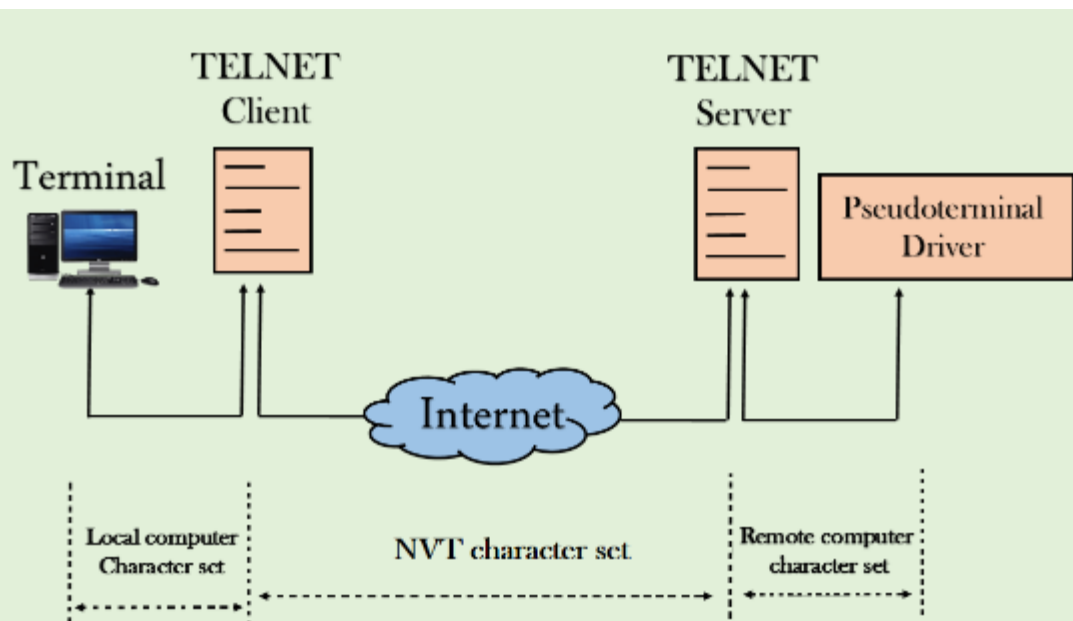 TELNET
Client
TELNET
Server
Terminal
Pseudoterminal
Driver
Internet
Local computer
Character set
NVT character set
Remote computer
character set